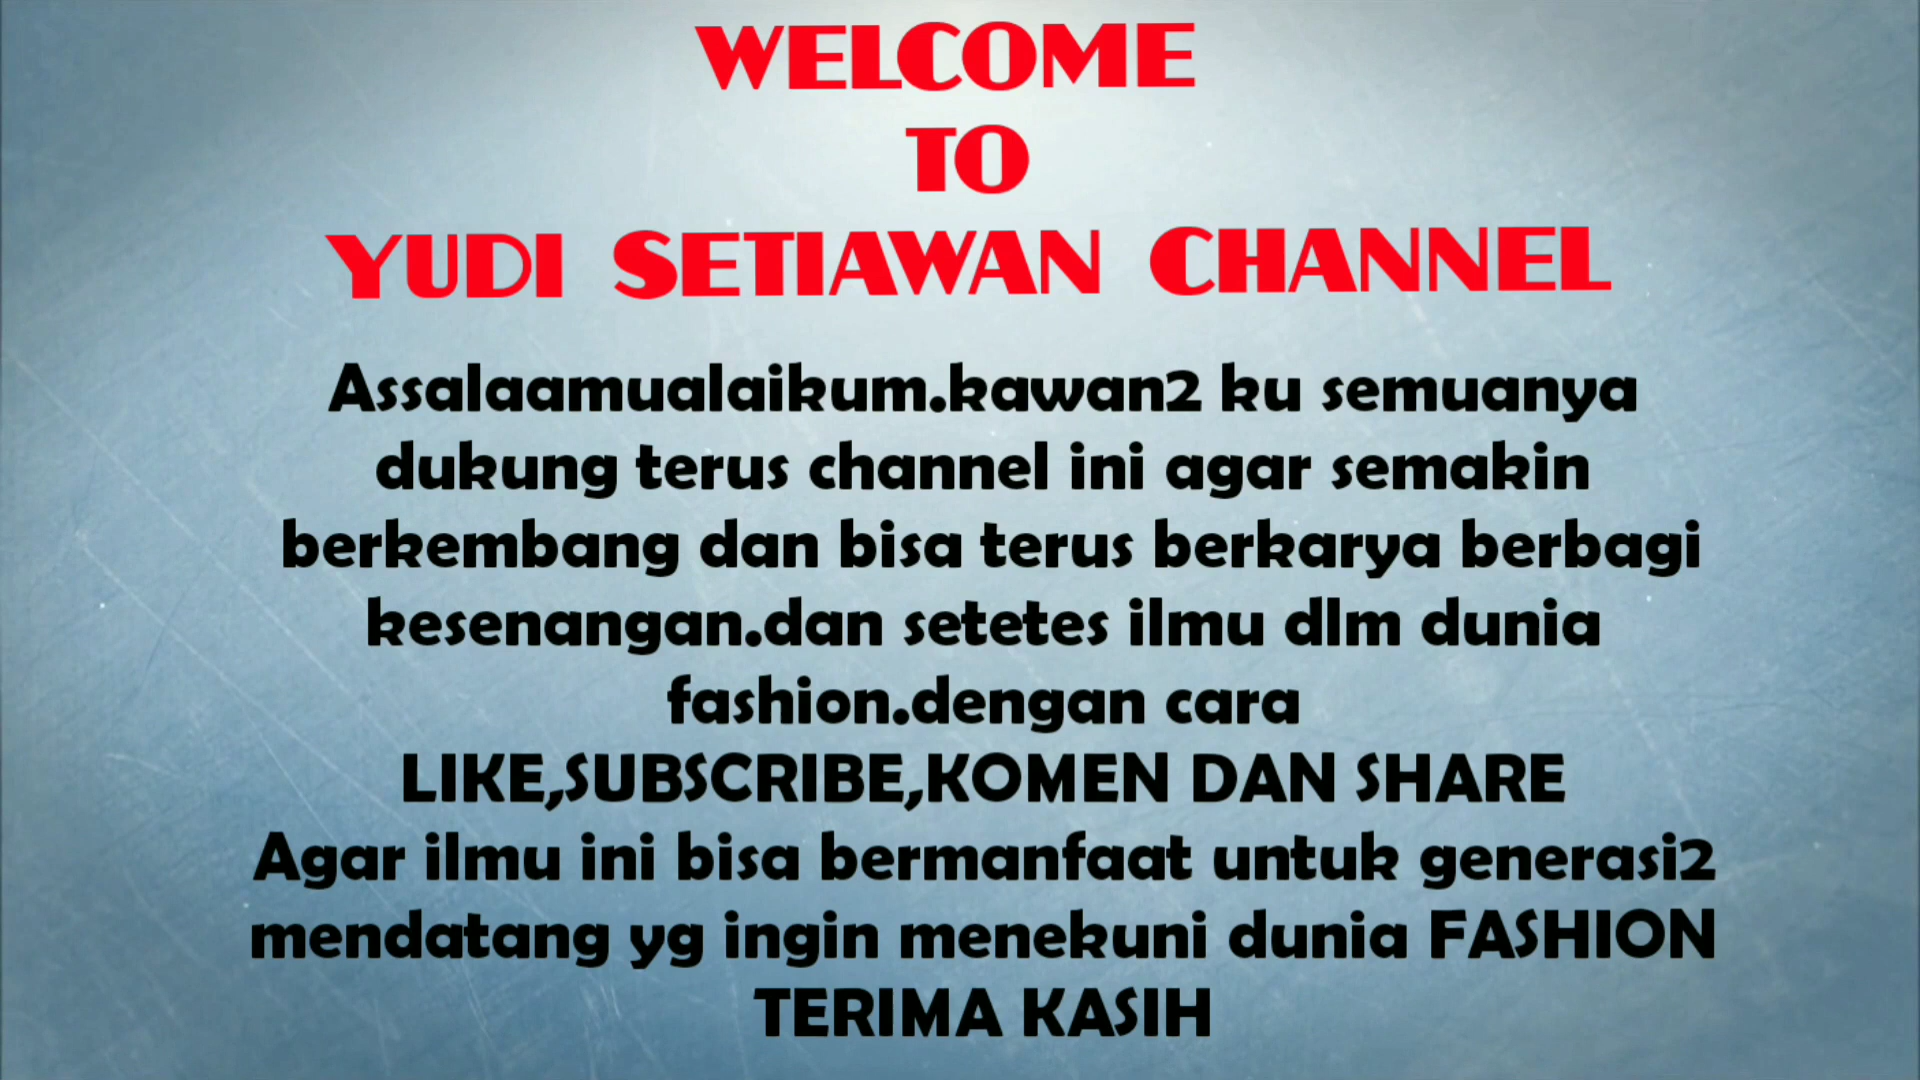 WELCOME
TO
YUDI SETIAWAN CHANNEL
Assalaamualaikum.kawan2 ku semuanya
dukung terus channel ini agar semakin
berkembang dan bisa terus berkarya berbagi
kesenangan.dan setetes ilmu dlm dunia
fashion.dengan cara
LIKE,SUBSCRIBE,KOMEN DAN SHARE
Agar ilmu ini bisa bermanfaat untuk generasi2
mendatang yg ingin menekuni dunia FASHION
TERIMA KASIH